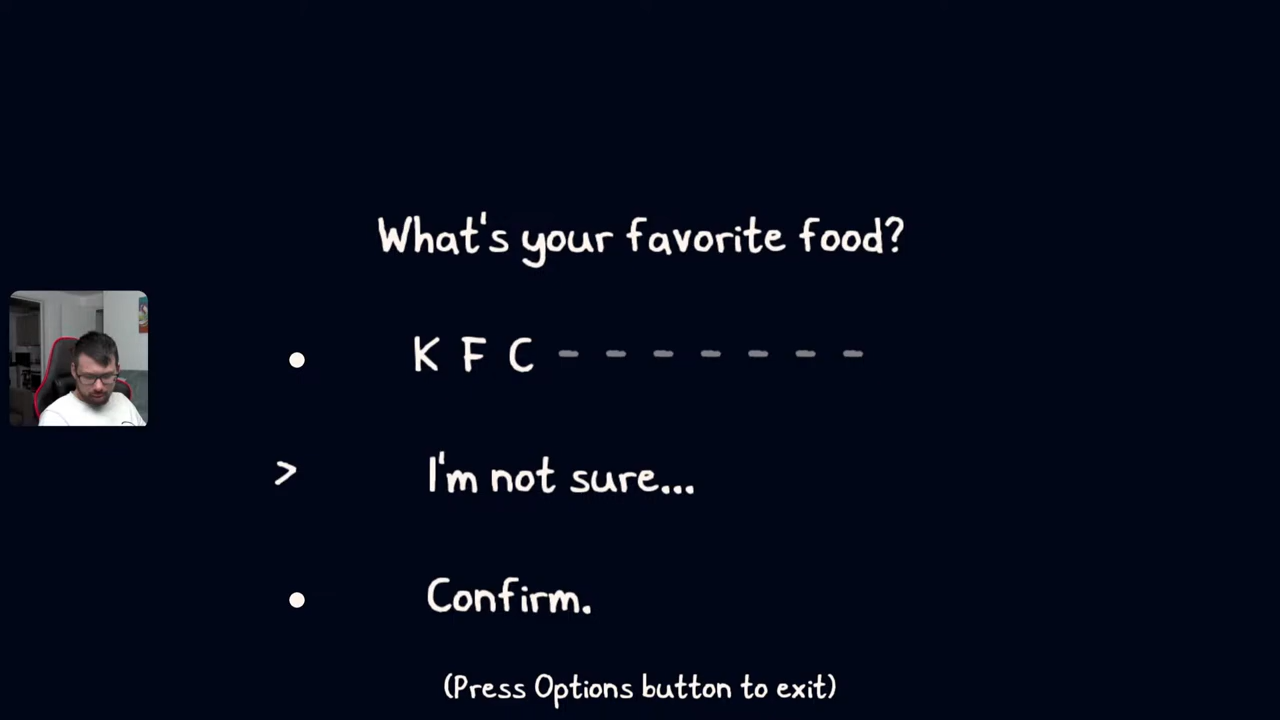 What's your favorite food?
K F C - - - - - - -
> I'm not sure...
Confirm.
(Press Options button to exit)